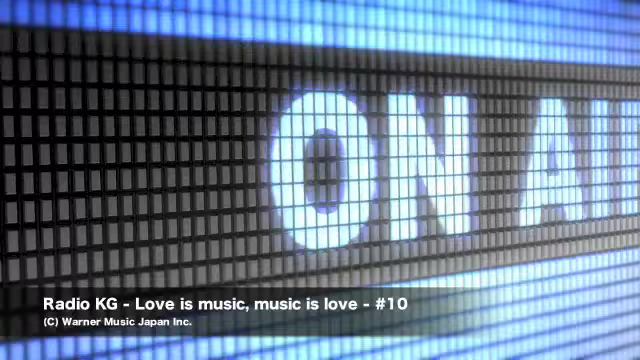 ON AI
Radio KG - Love is music, music is love - #10
(C) Warner Music Japan Inc.